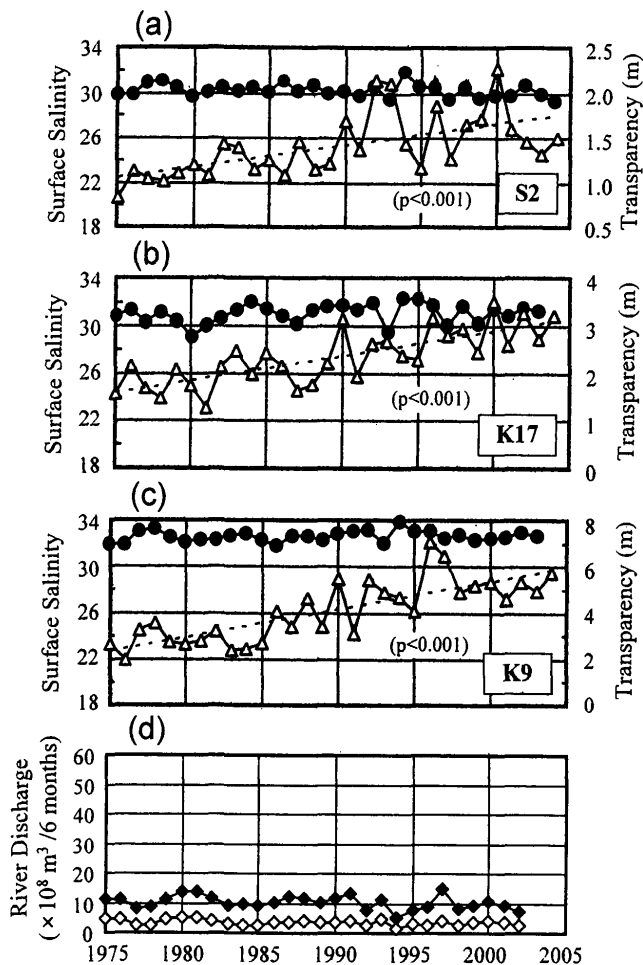 (a)
34
30
26
22
18
Surface Salinity
2.5
2.0
1.5
1.0
0.5
Transparency (m)
(p<0.001)
S2
(b)
34
30
26
22
18
Surface Salinity
4
3
2
1
0
Transparency (m)
(p<0.001)
K17
(c)
34
30
26
22
18
Surface Salinity
8
6
4
2
0
Transparency (m)
(p<0.001)
K9
(d)
60
50
40
30
20
10
0
River Discharge
(×10⁸ m³/6 months)
1975 1980 1985 1990 1995 2000 2005